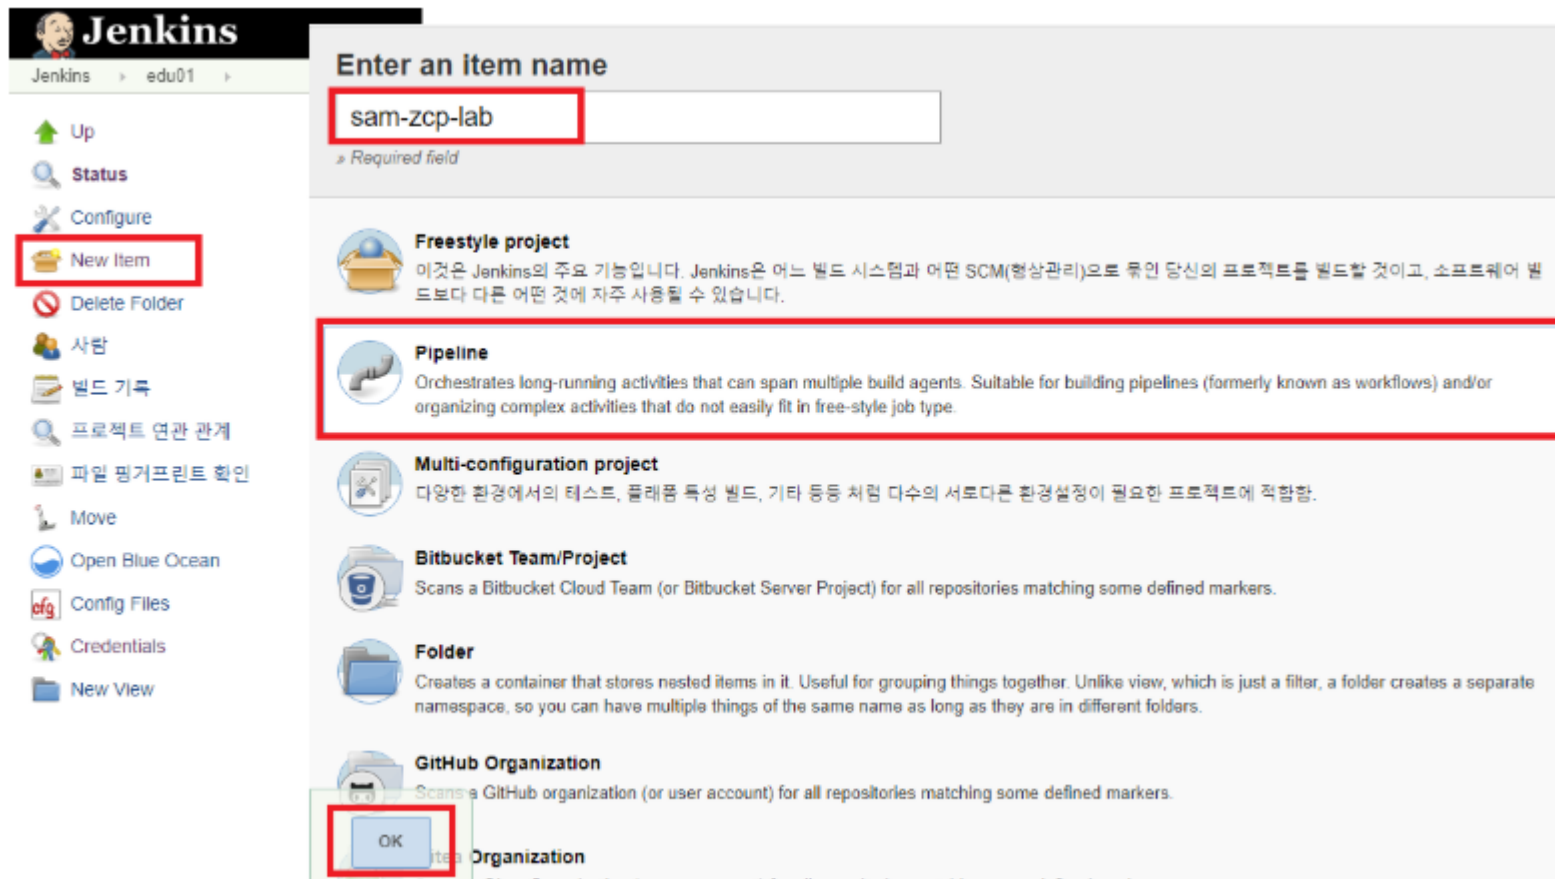 Jenkins
Jenkins edu01
Up
Status
Configure
New Item
Delete Folder
사람
빌드 기록
프로젝트 연관 관계
파일 핑거프린트 확인
Move
Open Blue Ocean
Config Files
Credentials
New View
Enter an item name
sam-zcp-lab
» Required field
Freestyle project
이것은 Jenkins의 주요 기능입니다. Jenkins은 어느 빌드 시스템과 어떤 SCM(형상관리)으로 묶인 당신의 프로젝트를 빌드할 것이고, 소프트웨어 빌
드보다 다른 어떤 것에 자주 사용될 수 있습니다.
Pipeline
Orchestrates long-running activities that can span multiple build agents. Suitable for building pipelines (formerly known as workflows) and/or
organizing complex activities that do not easily fit in free-style job type.
Multi-configuration project
다양한 환경에서의 테스트, 플래폼 특성 빌드, 기타 등등 처럼 다수의 서로다른 환경설정이 필요한 프로젝트에 적합함.
Bitbucket Team/Project
Scans a Bitbucket Cloud Team (or Bitbucket Server Project) for all repositories matching some defined markers.
Folder
Creates a container that stores nested items in it. Useful for grouping things together. Unlike view, which is just a filter, a folder creates a separate
namespace, so you can have multiple things of the same name as long as they are in different folders.
GitHub Organization
Scans a GitHub organization (or user account) for all repositories matching some defined markers.
OK
Organization